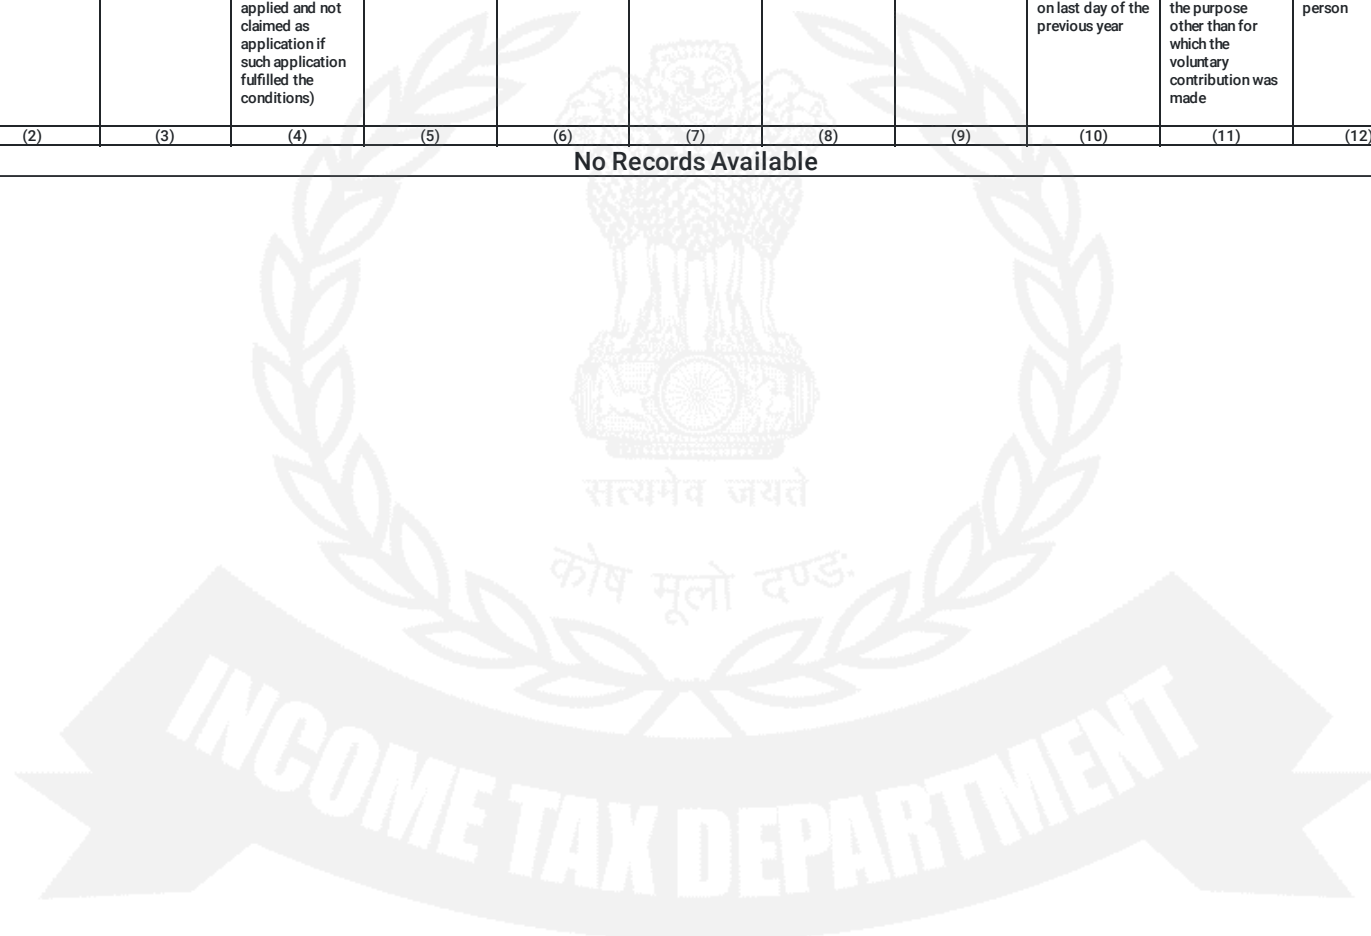 applied and not
claimed as
application if
such application
fulfilled the
conditions)
on last day of the
previous year
the purpose
other than for
which the
voluntary
contribution was
made
person
(2) (3) (4) (5) (6) (7) (8) (9) (10) (11) (12)
No Records Available
सत्यमेव जयते
कोष मूलो दण्डः
INCOME TAX DEPARTMENT